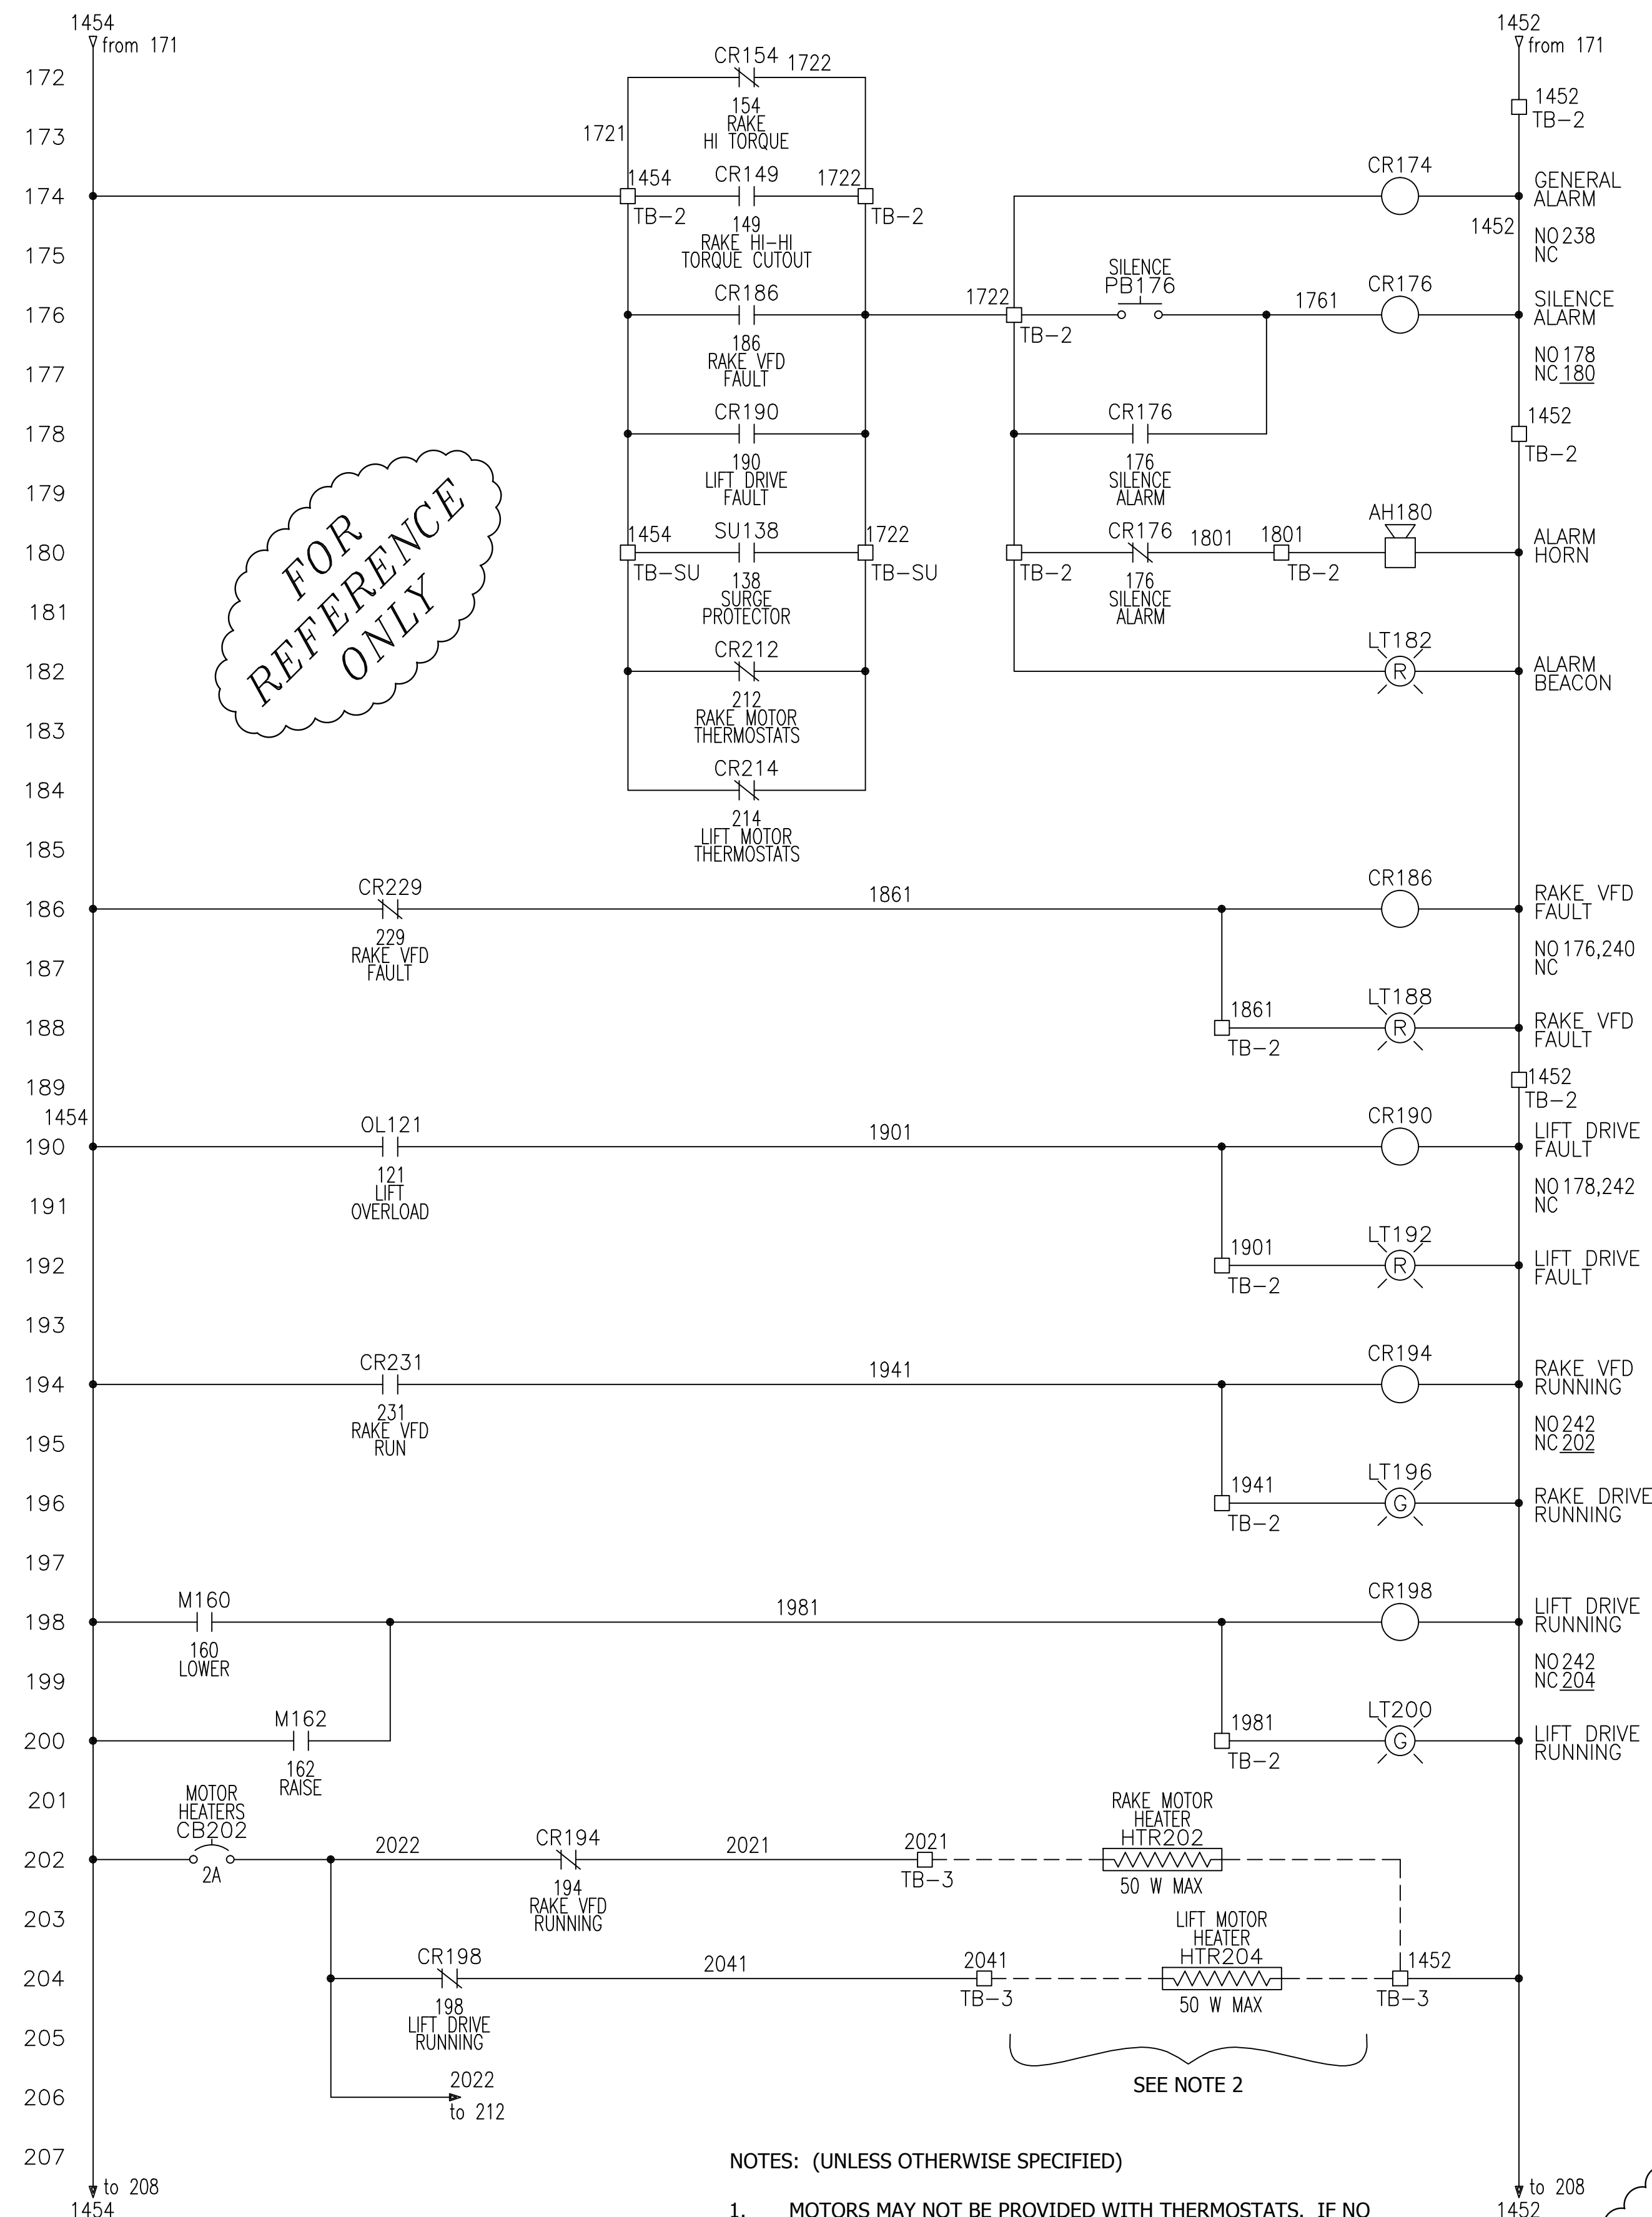 1454
from 171
1452
from 171
172
CR154
1722
154
RAKE
HI TORQUE
1452
TB-2
173
1721
174
1454
TB-2
CR149
1722
TB-2
149
RAKE HI-HI
TORQUE CUTOUT
CR174
GENERAL
ALARM
175
1452
NO 238
NC
176
CR186
186
RAKE VFD
FAULT
1722
TB-2
SILENCE
PB176
1761
CR176
SILENCE
ALARM
177
NO 178
NC 180
178
CR190
190
LIFT DRIVE
FAULT
CR176
176
SILENCE
ALARM
1452
TB-2
179
FOR
REFERENCE
ONLY
180
1454
TB-SU
SU138
1722
TB-SU
138
SURGE
PROTECTOR
TB-2
CR176
176
SILENCE
ALARM
1801
1801
TB-2
AH180
ALARM
HORN
181
182
CR212
212
RAKE MOTOR
THERMOSTATS
LT182
R
ALARM
BEACON
183
184
CR214
214
LIFT MOTOR
THERMOSTATS
185
186
CR229
229
RAKE VFD
FAULT
1861
CR186
RAKE VFD
FAULT
187
NO 176,240
NC
188
1861
TB-2
LT188
R
RAKE VFD
FAULT
189
1452
TB-2
1454
190
OL121
121
LIFT
OVERLOAD
1901
CR190
LIFT DRIVE
FAULT
191
NO 178,242
NC
192
1901
TB-2
LT192
R
LIFT DRIVE
FAULT
193
194
CR231
231
RAKE VFD
RUN
1941
CR194
RAKE VFD
RUNNING
195
NO 242
NC 202
196
1941
TB-2
LT196
G
RAKE DRIVE
RUNNING
197
198
M160
160
LOWER
1981
CR198
LIFT DRIVE
RUNNING
199
NO 242
NC 204
200
M162
162
RAISE
1981
TB-2
LT200
G
LIFT DRIVE
RUNNING
201
MOTOR
HEATERS
CB202
2A
202
2022
CR194
194
RAKE VFD
RUNNING
2021
2021
TB-3
RAKE MOTOR
HEATER
HTR202
50 W MAX
203
204
CR198
198
LIFT DRIVE
RUNNING
2041
2041
TB-3
LIFT MOTOR
HEATER
HTR204
50 W MAX
1452
TB-3
205
SEE NOTE 2
206
2022
to 212
207
NOTES: (UNLESS OTHERWISE SPECIFIED)
to 208
1454
1. MOTORS MAY NOT BE PROVIDED WITH THERMOSTATS. IF NO
to 208
1452